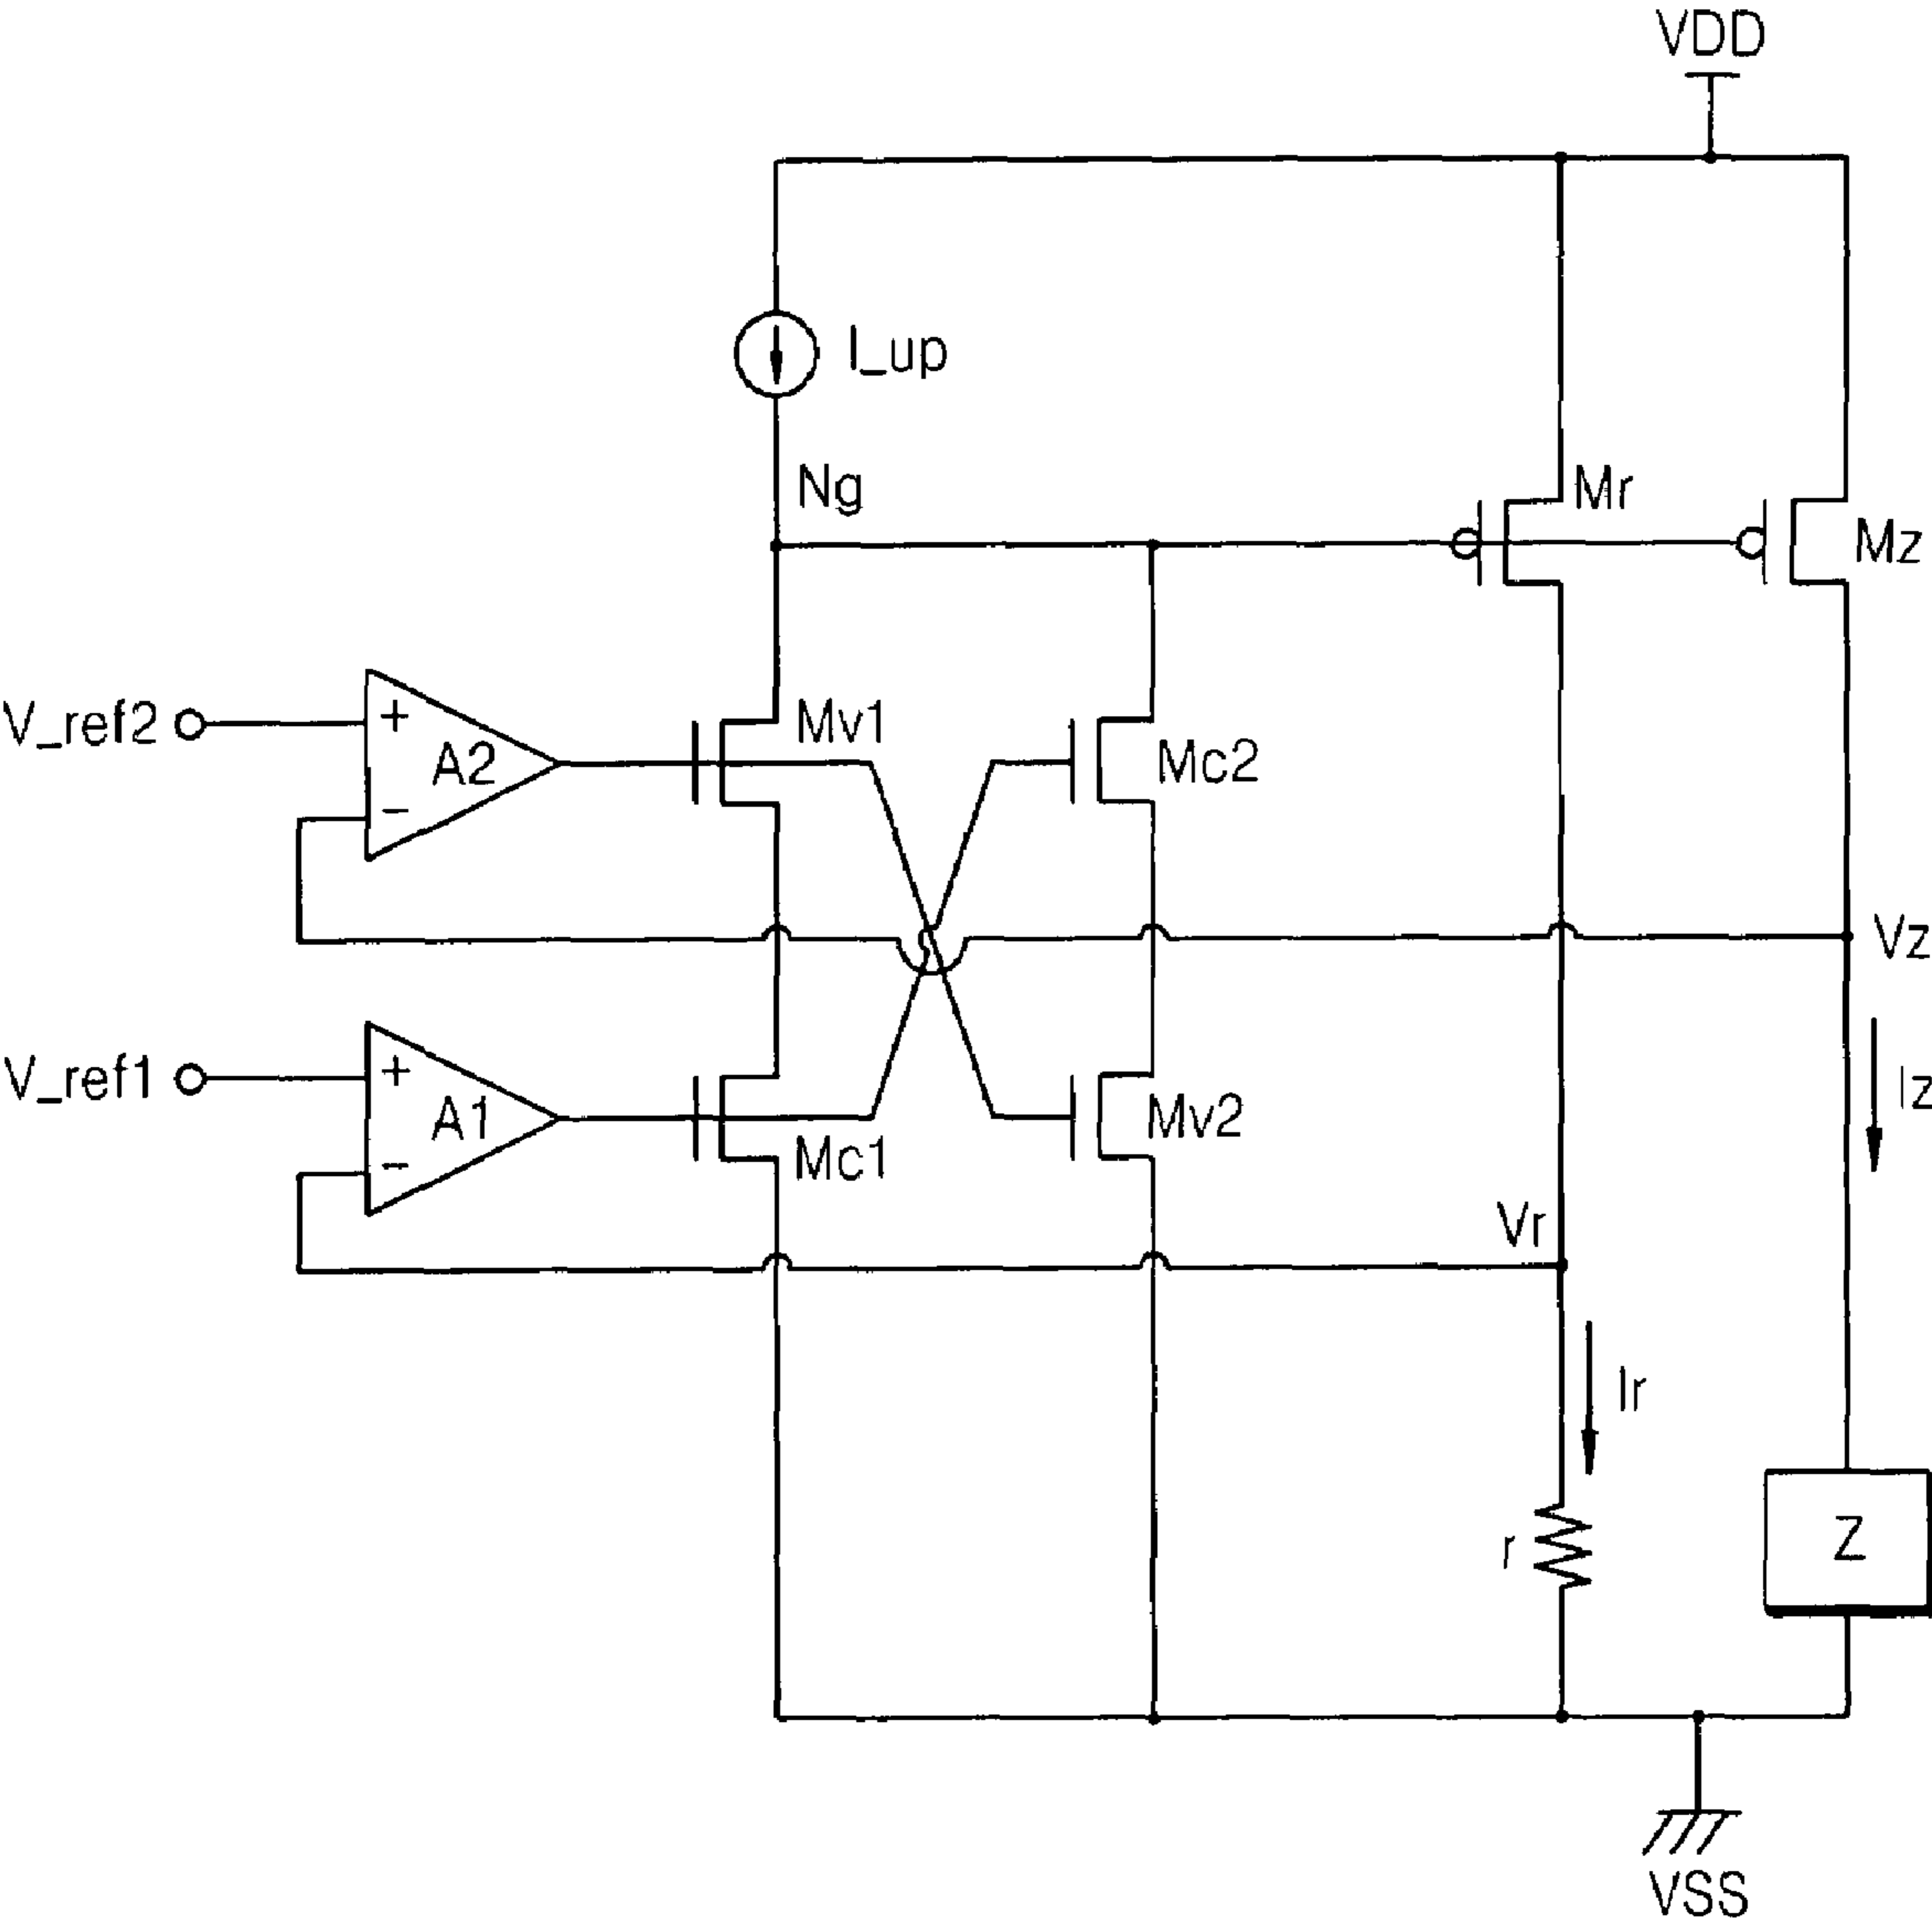 VDD
I_up
Ng
Mr
Mz
V_ref2
+
A2
−
Mv1
Mc2
Vz
V_ref1
+
A1
−
Mc1
Mv2
Iz
Vr
Ir
r
Z
VSS